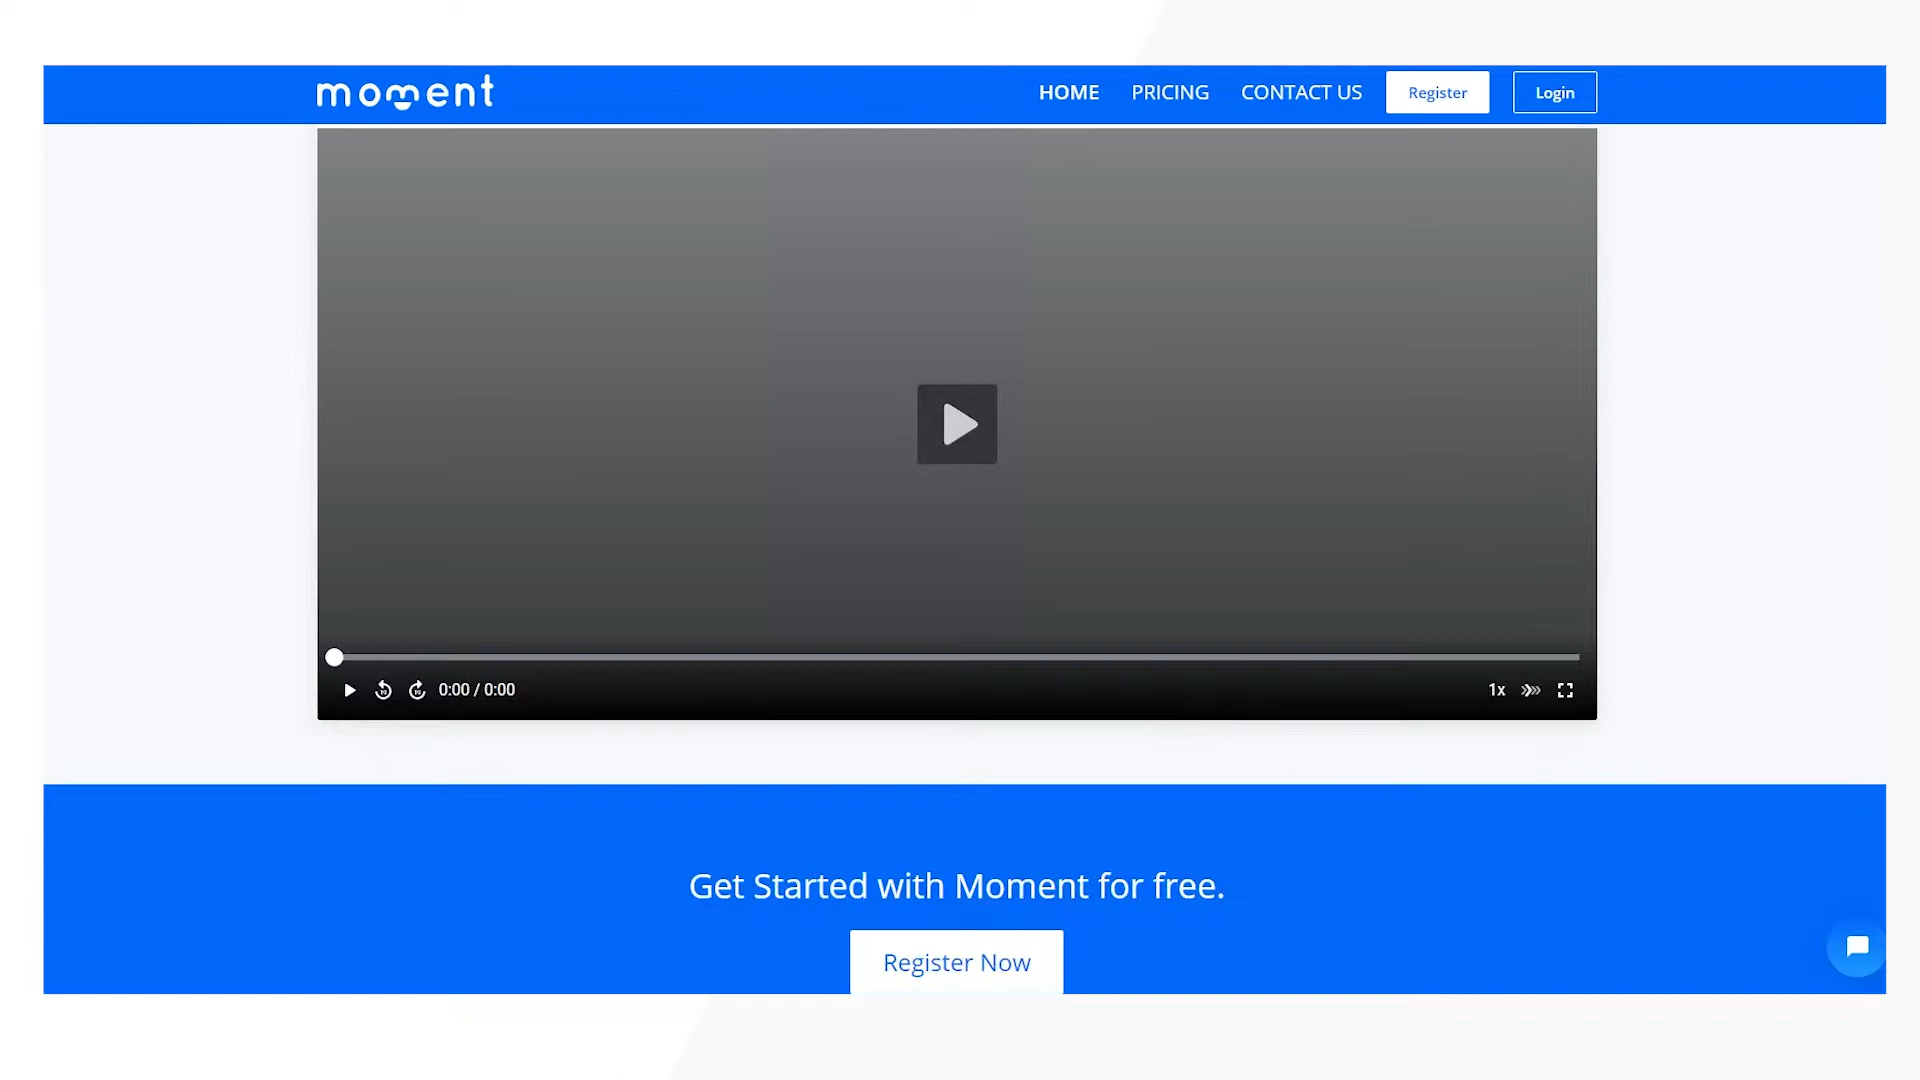 moment
HOME PRICING CONTACT US Register Login
0:00 / 0:00 1x
Get Started with Moment for free.
Register Now